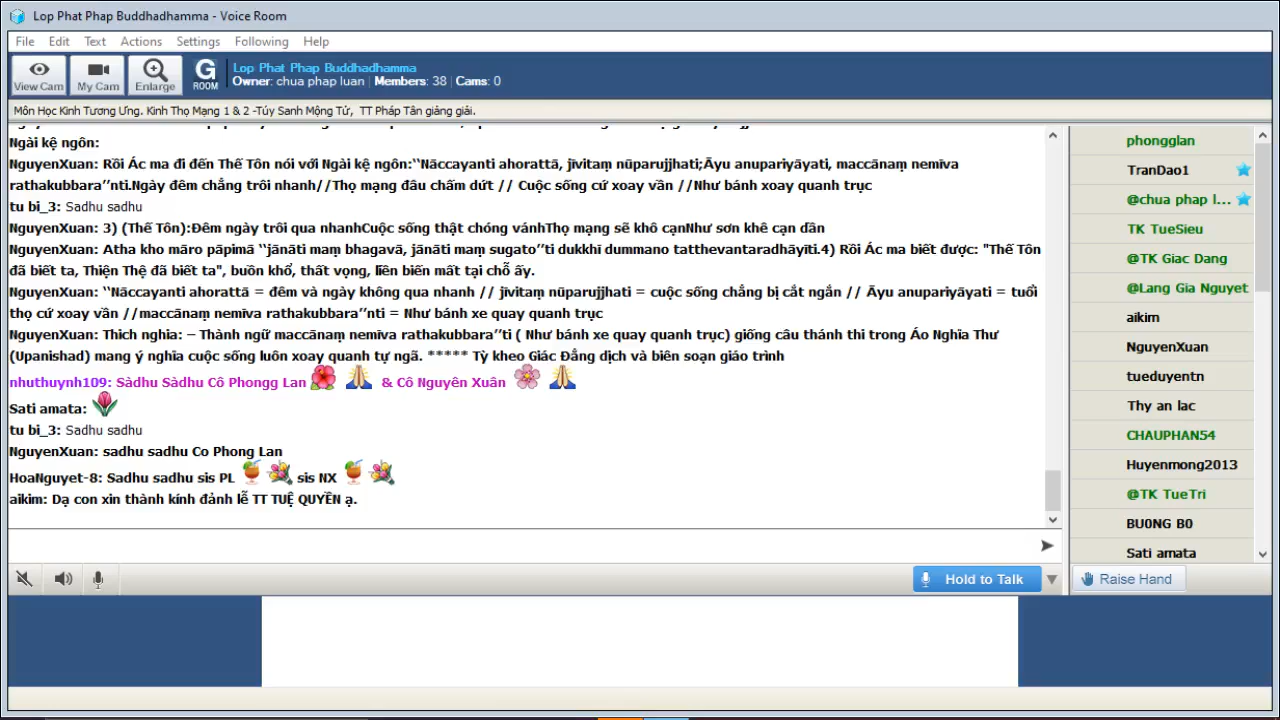 Lop Phat Phap Buddhadhamma - Voice Room
File Edit Text Actions Settings Following Help
View Cam My Cam Enlarge G ROOM
Lop Phat Phap Buddhadhamma
Owner: chua phap luan | Members: 38 | Cams: 0
Môn Học Kinh Tương Ưng. Kinh Thọ Mạng 1 & 2 -Túy Sanh Mộng Tử, TT Pháp Tân giảng giải.
Ngài kệ ngôn:
NguyenXuan: Rồi Ác ma đi đến Thế Tôn nói với Ngài kệ ngôn:‘‘Nāccayanti ahorattā, jīvitaṃ nūparujjhati;Āyu anupariyāyati, maccānaṃ nemīva
rathakubbara’’nti.Ngày đêm chẳng trôi nhanh//Thọ mạng đâu chấm dứt // Cuộc sống cứ xoay vần //Như bánh xoay quanh trục
tu bi_3: Sadhu sadhu
NguyenXuan: 3) (Thế Tôn):Đêm ngày trôi qua nhanhCuộc sống thật chóng vánhThọ mạng sẽ khô cạnNhư sơn khê cạn dần
NguyenXuan: Atha kho māro pāpimā ‘‘jānāti maṃ bhagavā, jānāti maṃ sugato’’ti dukkhī dummano tatthevantaradhāyīti.4) Rồi Ác ma biết được: "Thế Tôn
đã biết ta, Thiện Thệ đã biết ta", buồn khổ, thất vọng, liền biến mất tại chỗ ấy.
NguyenXuan: ‘‘Nāccayanti ahorattā = đêm và ngày không qua nhanh // jīvitaṃ nūparujjhati = cuộc sống chẳng bị cắt ngắn // Āyu anupariyāyati = tuổi
thọ cứ xoay vần //maccānaṃ nemīva rathakubbara’’nti = Như bánh xe quay quanh trục
NguyenXuan: Thich nghĩa: – Thành ngữ maccānaṃ nemīva rathakubbara’’ti ( Như bánh xe quay quanh trục) giống câu thánh thi trong Áo Nghĩa Thư
(Upanishad) mang ý nghĩa cuộc sống luôn xoay quanh tự ngã. ***** Tỳ kheo Giác Đẳng dịch và biên soạn giáo trình
nhuthuynh109: Sàdhu Sàdhu Cô Phongg Lan & Cô Nguyên Xuân
Sati amata:
tu bi_3: Sadhu sadhu
NguyenXuan: sadhu sadhu Co Phong Lan
HoaNguyet-8: Sadhu sadhu sis PL sis NX
aikim: Dạ con xin thành kính đảnh lễ TT TUỆ QUYỀN ạ.
Hold to Talk
phongglan
TranDao1
@chua phap l...
TK TueSieu
@TK Giac Dang
@Lang Gia Nguyet
aikim
NguyenXuan
tueduyentn
Thy an lac
CHAUPHAN54
Huyenmong2013
@TK TueTri
BU0NG B0
Sati amata
Raise Hand